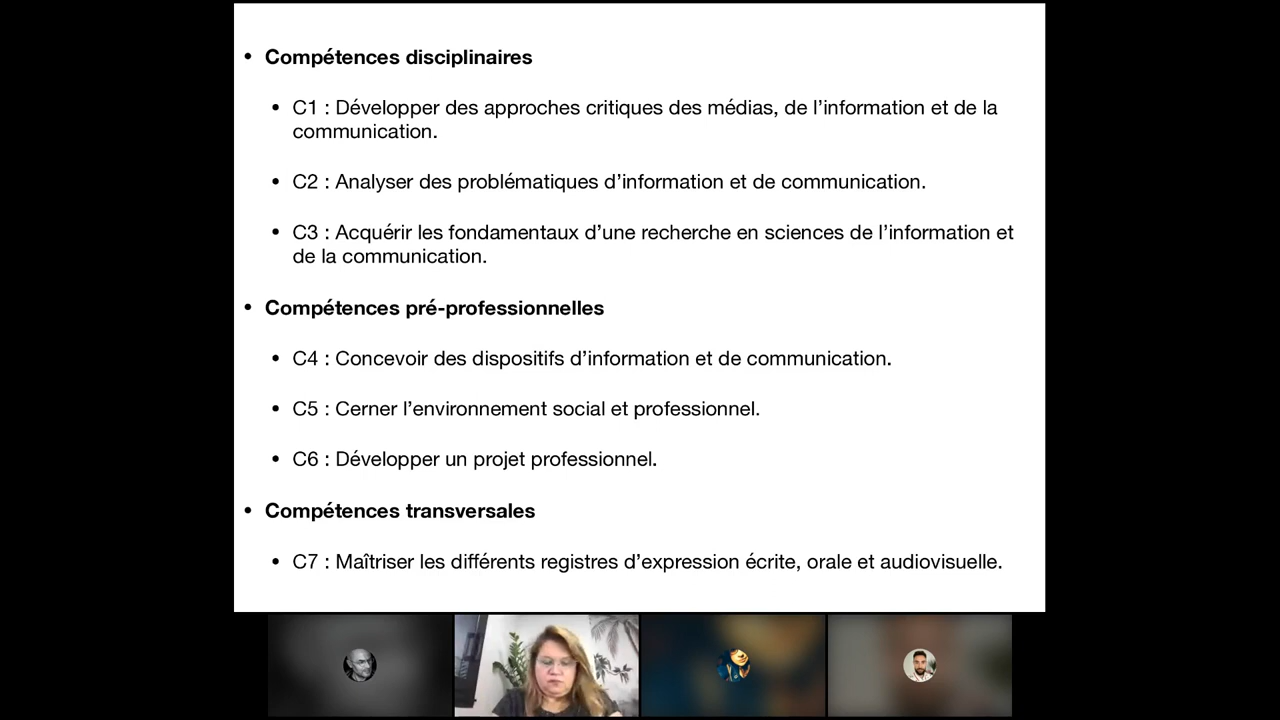 • Compétences disciplinaires
• C1 : Développer des approches critiques des médias, de l’information et de la
communication.
• C2 : Analyser des problématiques d’information et de communication.
• C3 : Acquérir les fondamentaux d’une recherche en sciences de l’information et
de la communication.
• Compétences pré-professionnelles
• C4 : Concevoir des dispositifs d’information et de communication.
• C5 : Cerner l’environnement social et professionnel.
• C6 : Développer un projet professionnel.
• Compétences transversales
• C7 : Maîtriser les différents registres d’expression écrite, orale et audiovisuelle.